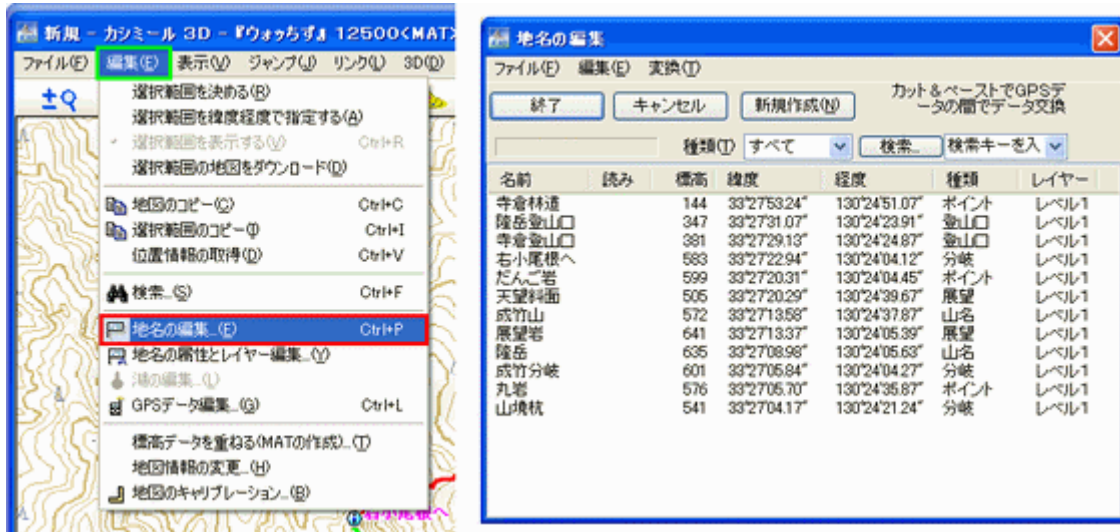 新規 - カシミール 3D - 『ウォッちず』 12500<MAT>
ファイル(F) 編集(E) 表示(V) ジャンプ(J) リンク(L) 3D(D)
選択範囲を決める(R)
選択範囲を緯度経度で指定する(A)
選択範囲を表示する(V) Ctrl+R
選択範囲の地図をダウンロード(D)
地図のコピー(C) Ctrl+C
選択範囲のコピー(I) Ctrl+I
位置情報の取得(D) Ctrl+V
検索...(S) Ctrl+F
地名の編集...(E) Ctrl+P
地名の属性とレイヤー編集...(Y)
湖の編集...(L)
GPSデータ編集...(G) Ctrl+L
標高データを重ねる(MATの作成)...(T)
地図情報の変更...(H)
地図のキャリブレーション...(B)
右小尾根へ
地名の編集
ファイル(F) 編集(E) 変換(T)
終了 キャンセル 新規作成(N) カット&ペーストでGPSデ
ータの間でデータ交換
種類(T) すべて 検索... 検索キーを入
名前 読み 標高 緯度 経度 種類 レイヤー
寺倉林道 144 33°27'53.24" 130°24'51.07" ポイント レベル1
隆岳登山口 347 33°27'31.07" 130°24'23.91" 登山口 レベル1
寺倉登山口 381 33°27'29.13" 130°24'24.87" 登山口 レベル1
右小尾根へ 583 33°27'22.94" 130°24'04.12" 分岐 レベル1
だんご岩 599 33°27'20.31" 130°24'04.45" ポイント レベル1
天望斜面 505 33°27'20.29" 130°24'39.67" 展望 レベル1
成竹山 572 33°27'13.58" 130°24'37.87" 山名 レベル1
展望岩 641 33°27'13.37" 130°24'05.39" 展望 レベル1
隆岳 635 33°27'08.98" 130°24'05.63" 山名 レベル1
成竹分岐 601 33°27'05.84" 130°24'04.27" 分岐 レベル1
丸岩 576 33°27'05.70" 130°24'35.87" ポイント レベル1
山境杭 541 33°27'04.17" 130°24'21.24" 分岐 レベル1